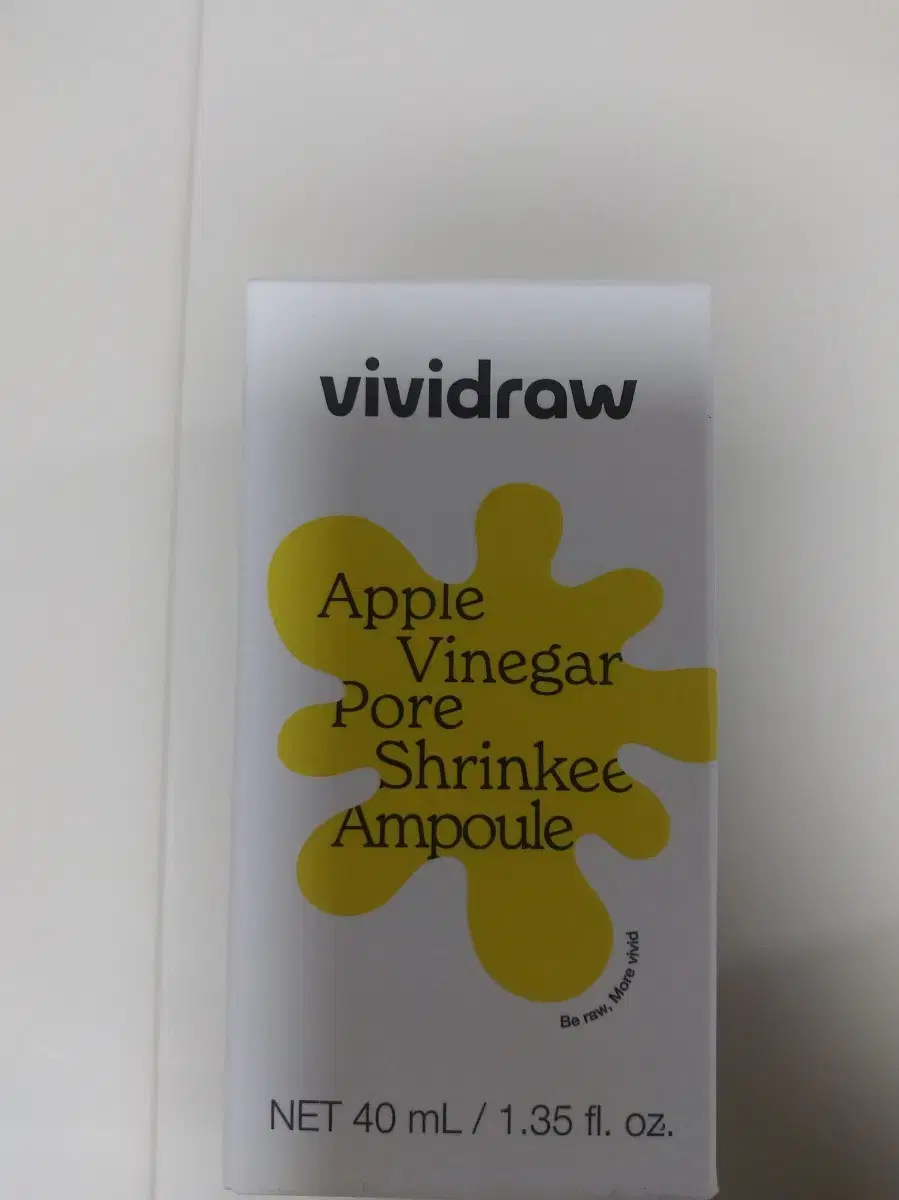 vividraw
Apple
Vinegar
Pore
Shrinkee
Ampoule
Be raw, More vivid
NET 40 mL / 1.35 fl. oz.